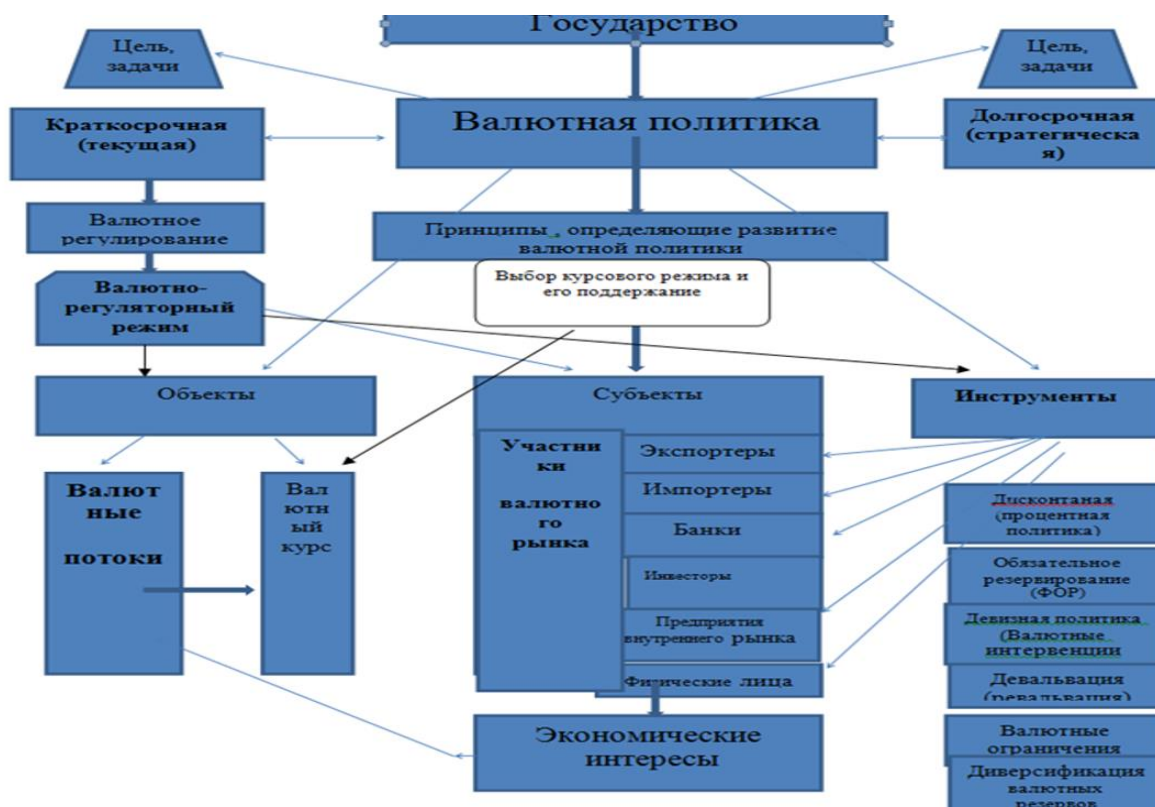 Государство
Цель,
задачи
Цель,
задачи
Краткосрочная
(текущая)
Валютная политика
Долгосрочная
(стратегическа
я)
Валютное
регулирование
Принципы , определяющие развитие
валютной политики
Выбор курсового режима и
его поддержание
Валютно-
регуляторный
режим
Объекты
Субъекты
Инструменты
Валют
ные
потоки
Вал
ютн
ый
курс
Участни
ки
валютно
го
рынка
Экспортеры
Импортеры
Банки
Инвесторы
Предприятия
внутреннего рынка
Физические лица
Экономические
интересы
Дисконтаная
(процентная
политика)
Обязательное
резервирование
(ФОР)
Девизная политика
(Валютные
интервенции
Девальвация
(ревальвация)
Валютные
ограничения
Диверсификация
валютных
резервов